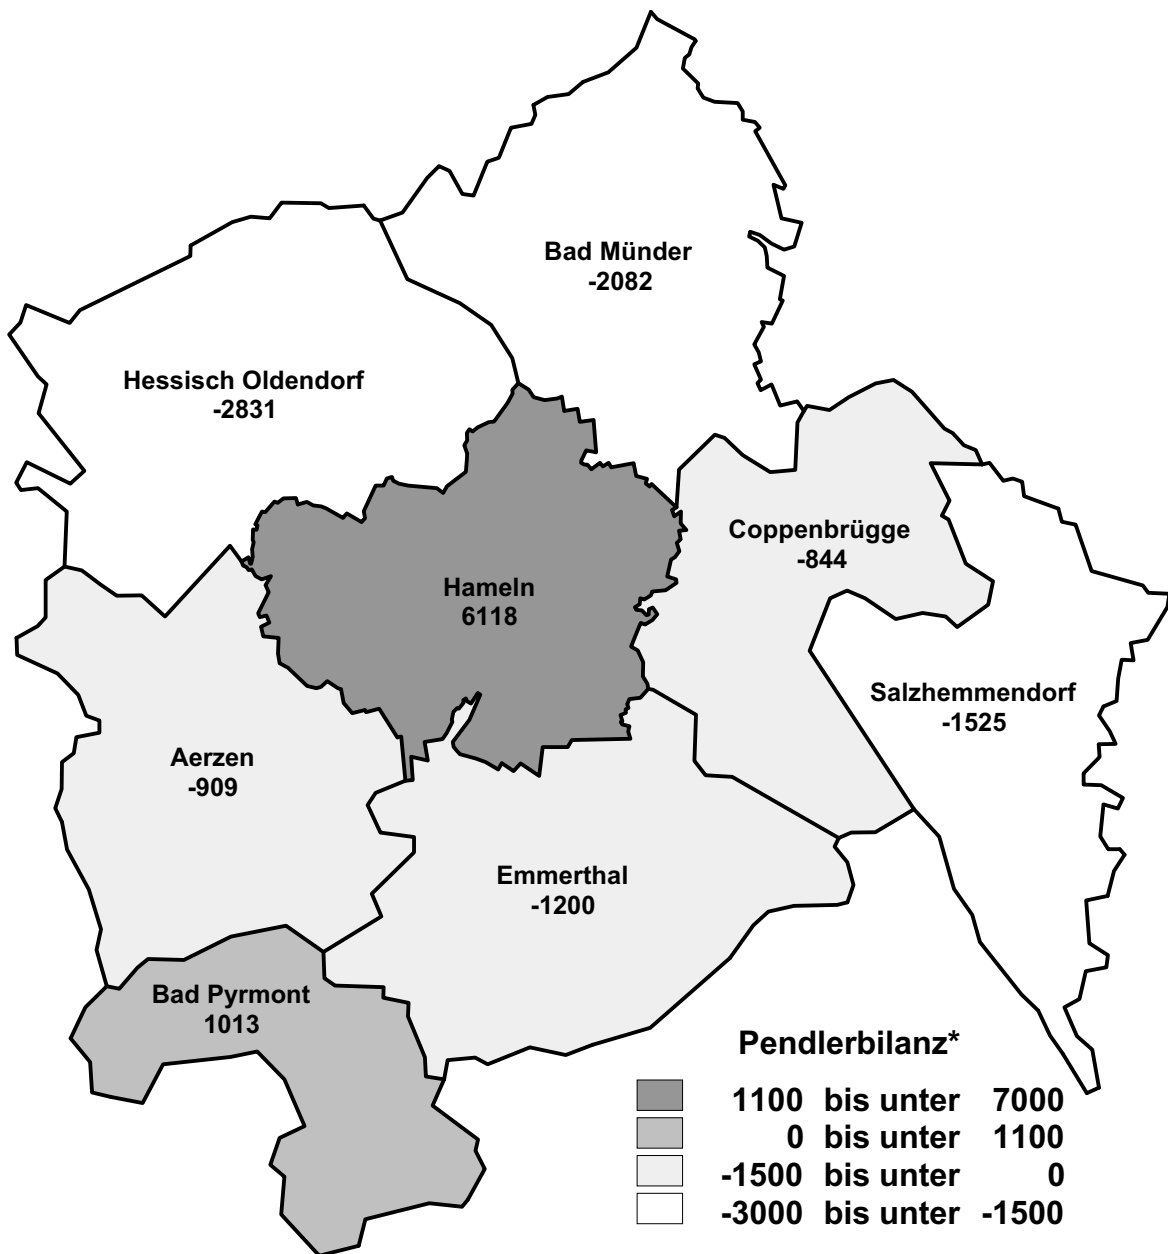 Bad Münder
-2082
Hessisch Oldendorf
-2831
Coppenbrügge
-844
Hameln
6118
Salzhemmendorf
-1525
Aerzen
-909
Emmerthal
-1200
Bad Pyrmont
1013
Pendlerbilanz*
1100 bis unter 7000
0 bis unter 1100
-1500 bis unter 0
-3000 bis unter -1500